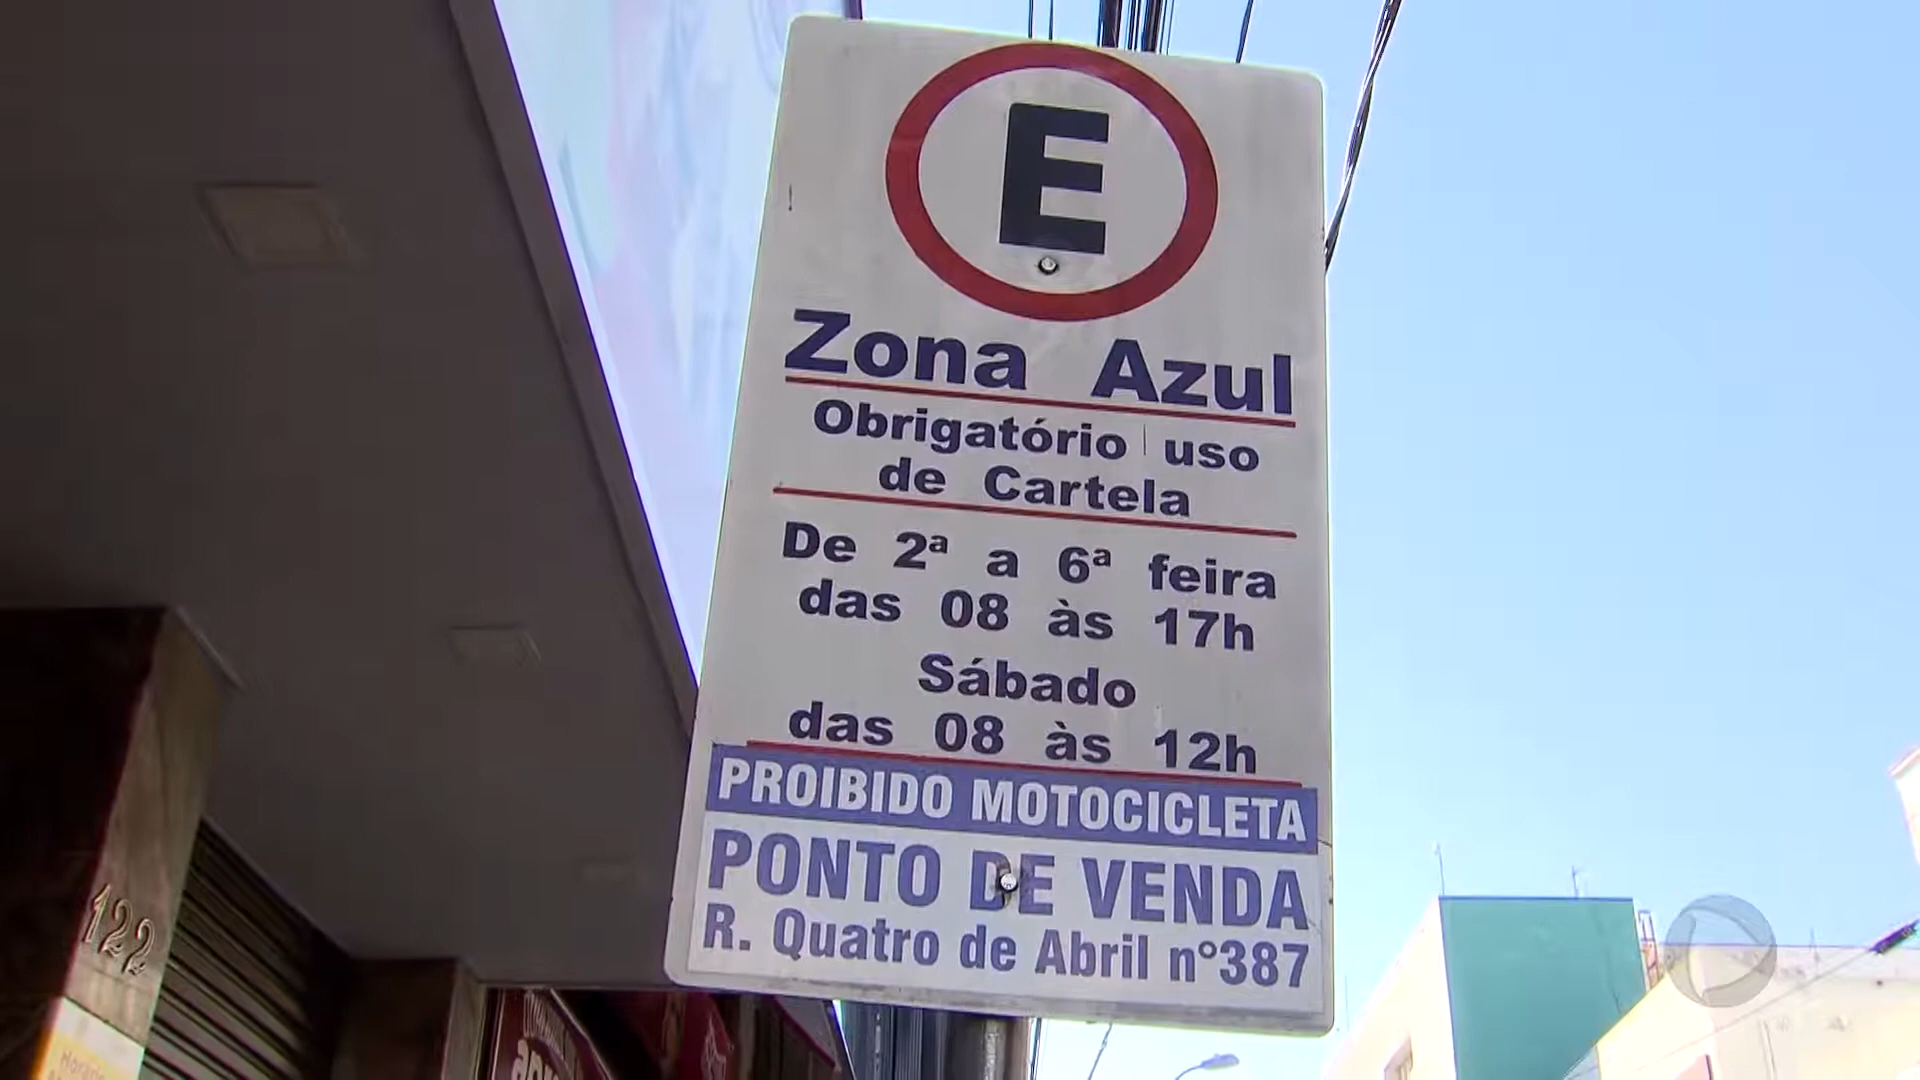 E
Zona Azul
Obrigatório uso
de Cartela
De 2ª a 6ª feira
das 08 às 17h
Sábado
das 08 às 12h
PROIBIDO MOTOCICLETA
PONTO DE VENDA
R. Quatro de Abril n°387
122